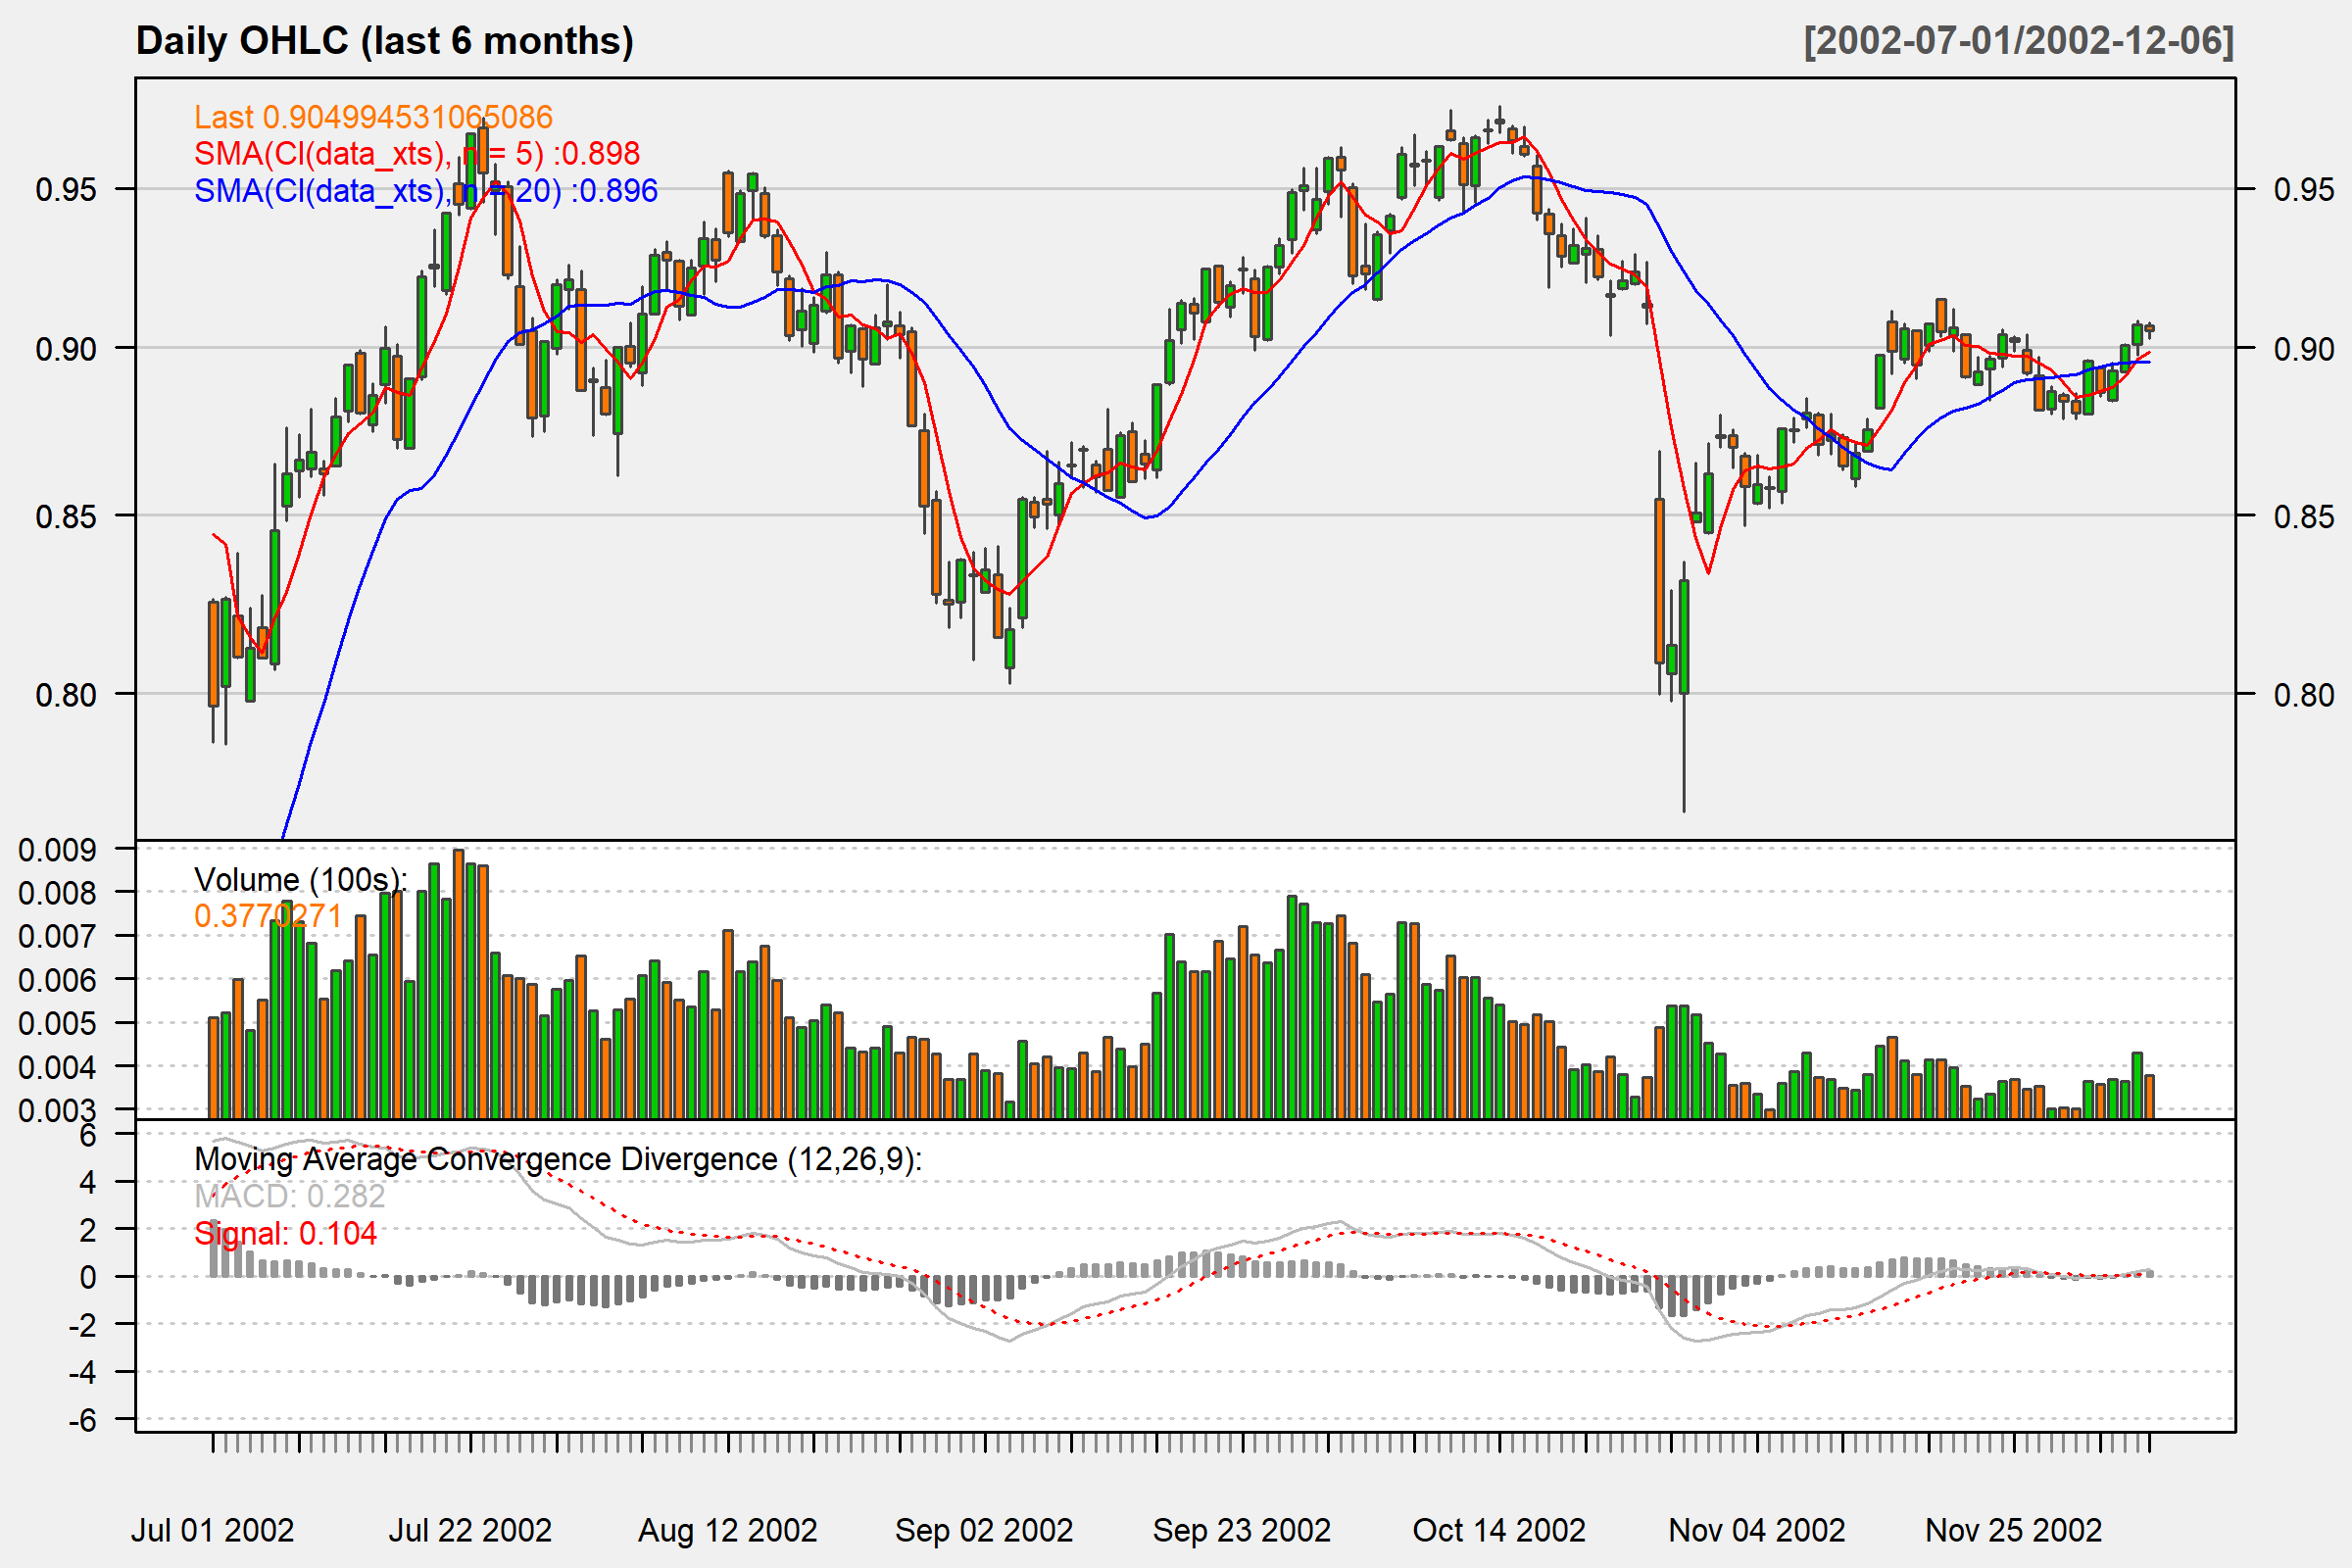 Daily OHLC (last 6 months)
[2002-07-01/2002-12-06]
Last 0.904994531065086
SMA(Cl(data_xts), n = 5) :0.898
SMA(Cl(data_xts), n = 20) :0.896
0.95
0.90
0.85
0.80
0.95
0.90
0.85
0.80
Volume (100s):
0.3770271
0.009
0.008
0.007
0.006
0.005
0.004
0.003
Moving Average Convergence Divergence (12,26,9):
MACD: 0.282
Signal: 0.104
6
4
2
0
-2
-4
-6
Jul 01 2002 Jul 22 2002 Aug 12 2002 Sep 02 2002 Sep 23 2002 Oct 14 2002 Nov 04 2002 Nov 25 2002